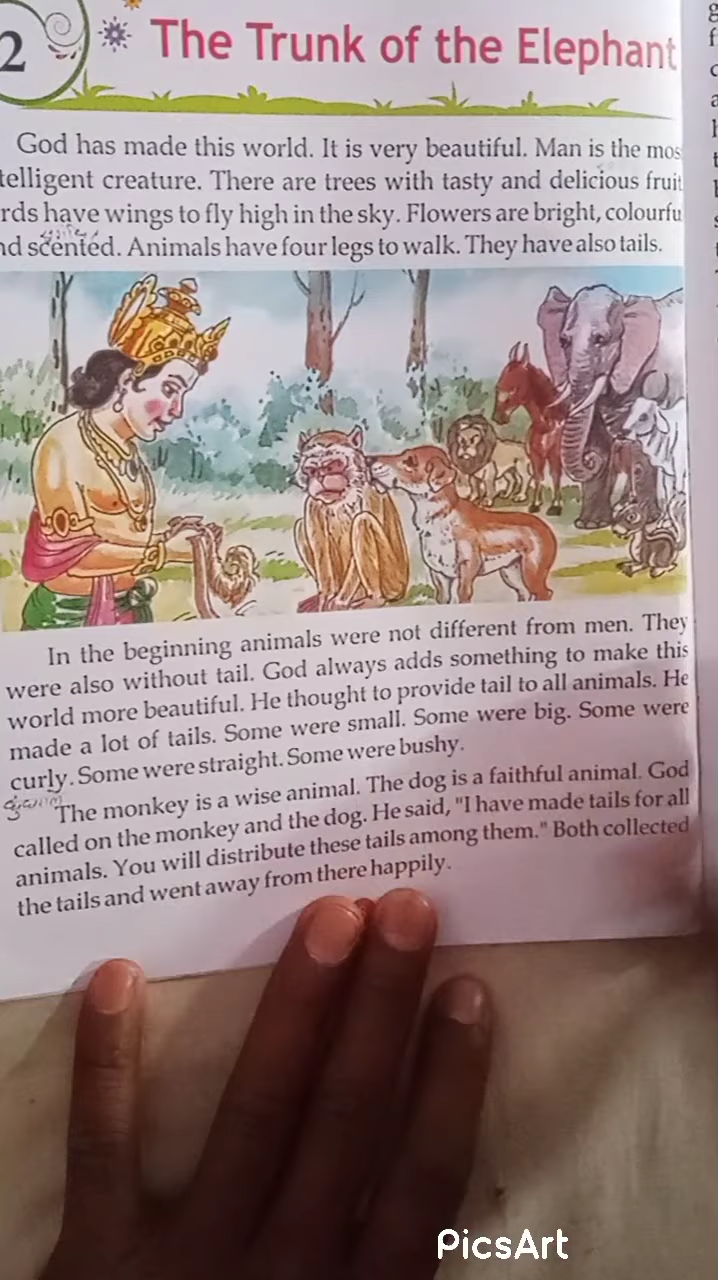 2
The Trunk of the Elephant
God has made this world. It is very beautiful. Man is the mos
telligent creature. There are trees with tasty and delicious fruit
rds have wings to fly high in the sky. Flowers are bright, colourfu
nd scented. Animals have four legs to walk. They have also tails.
In the beginning animals were not different from men. They
were also without tail. God always adds something to make this
world more beautiful. He thought to provide tail to all animals. He
made a lot of tails. Some were small. Some were big. Some were
curly. Some were straight. Some were bushy.
The monkey is a wise animal. The dog is a faithful animal. God
called on the monkey and the dog. He said, "I have made tails for all
animals. You will distribute these tails among them." Both collected
the tails and went away from there happily.
PicsArt